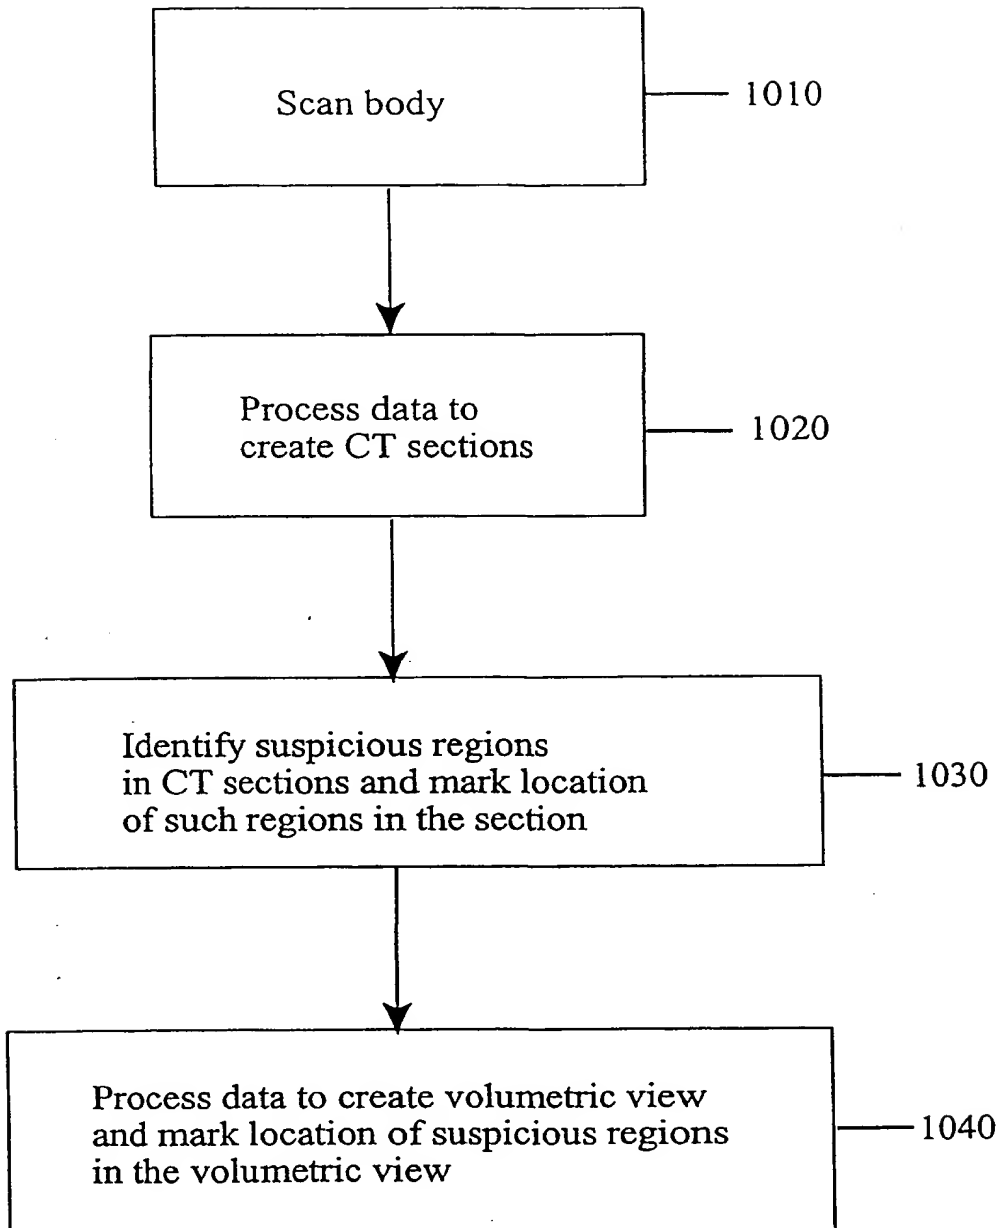 Scan body
1010
Process data to
create CT sections
1020
Identify suspicious regions
in CT sections and mark location
of such regions in the section
1030
Process data to create volumetric view
and mark location of suspicious regions
in the volumetric view
1040